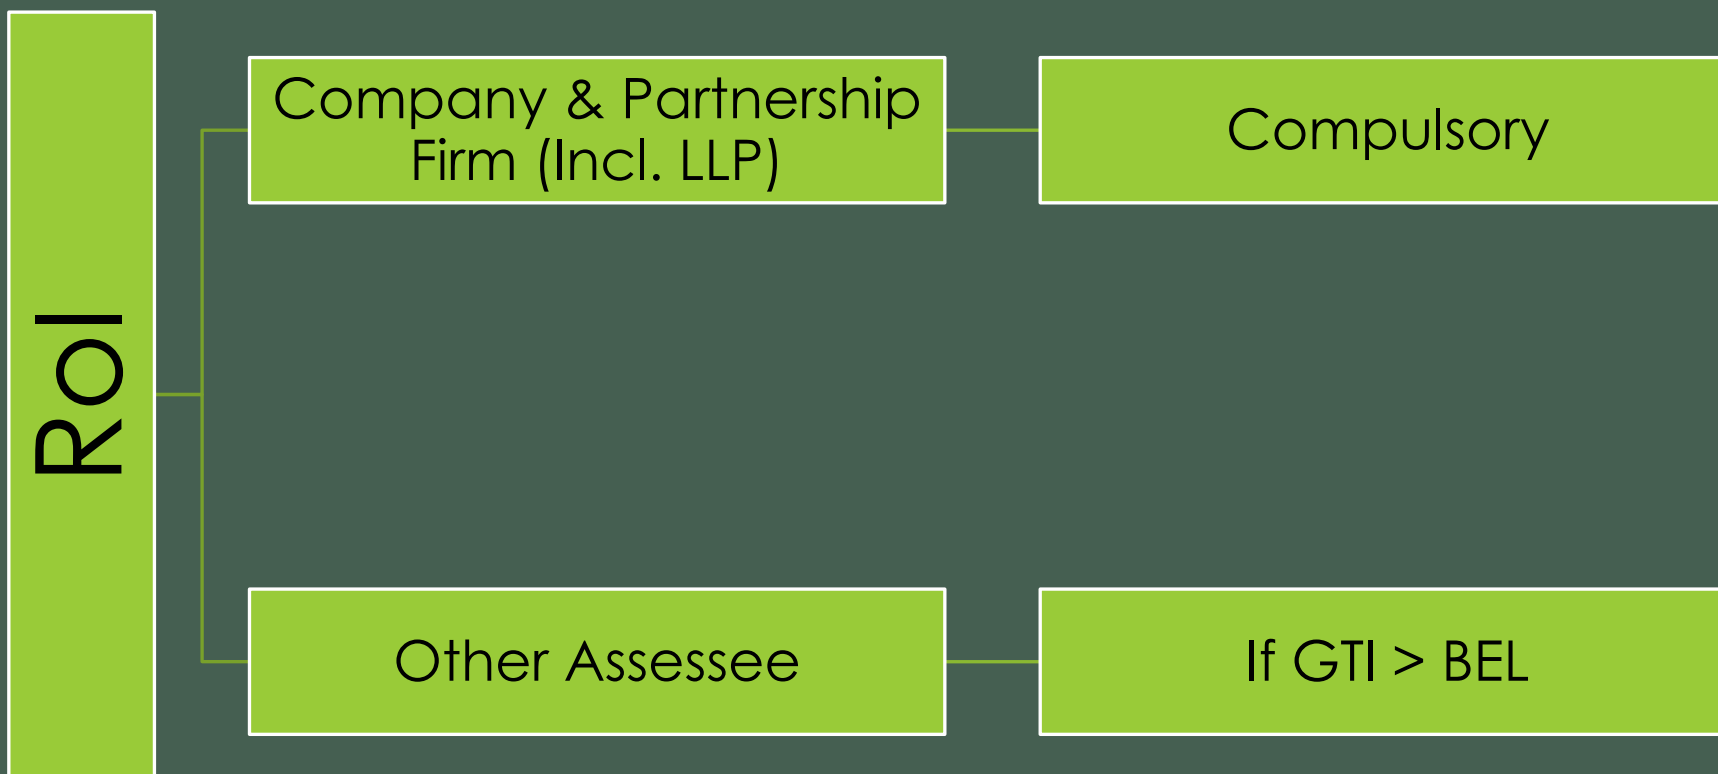 RoI
Company & Partnership
Firm (Incl. LLP)
Compulsory
Other Assessee
If GTI > BEL